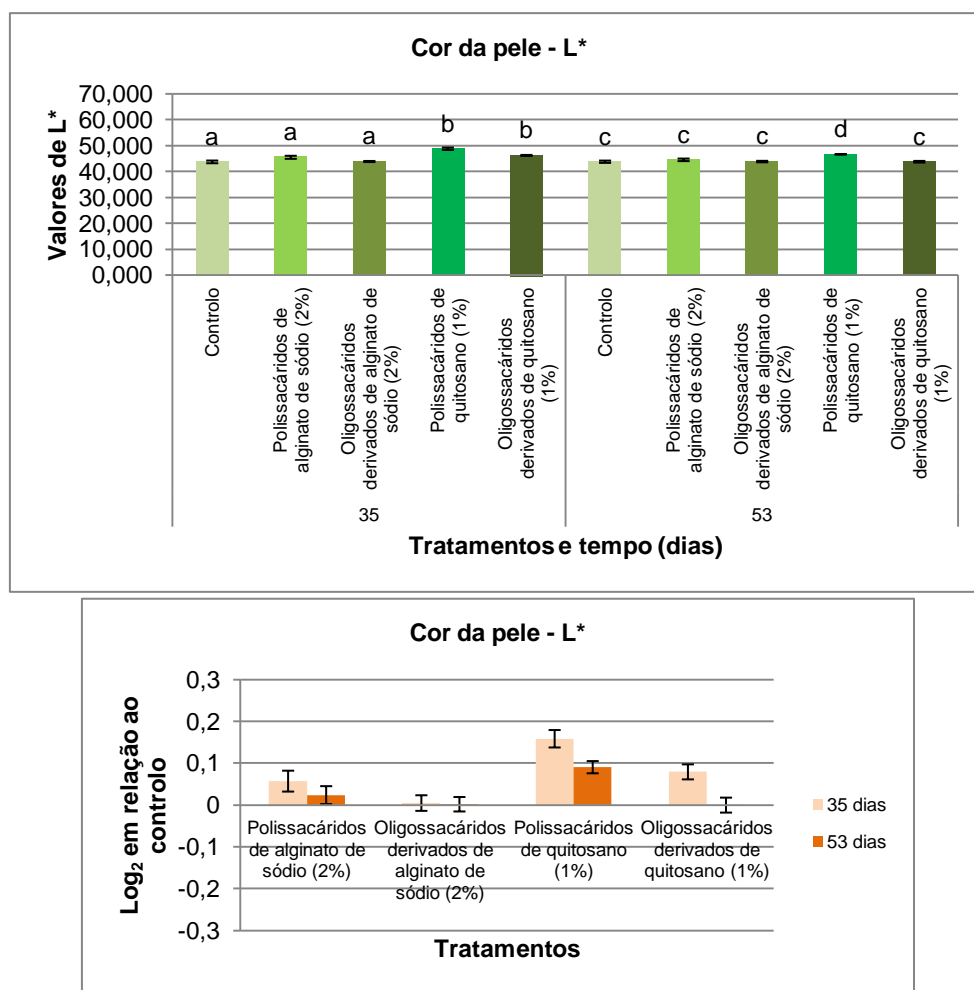 Cor da pele - L*
Valores de L*
70,000
60,000
50,000
40,000
30,000
20,000
10,000
0,000
a
a
a
b
b
c
c
c
d
c
Controlo
Polissacáridos de
alginato de sódio (2%)
Oligossacáridos
derivados de alginato de
sódio (2%)
Polissacáridos de
quitosano (1%)
Oligossacáridos
derivados de quitosano
(1%)
Controlo
Polissacáridos de
alginato de sódio (2%)
Oligossacáridos
derivados de alginato de
sódio (2%)
Polissacáridos de
quitosano (1%)
Oligossacáridos
derivados de quitosano
(1%)
35
53
Tratamentos e tempo (dias)
Cor da pele - L*
Log₂ em relação ao
controlo
0,3
0,2
0,1
0
-0,1
-0,2
-0,3
Polissacáridos
de alginato de
sódio (2%)
Oligossacáridos
derivados de
alginato de
sódio (2%)
Polissacáridos
de quitosano
(1%)
Oligossacáridos
derivados de
quitosano (1%)
35 dias
53 dias
Tratamentos